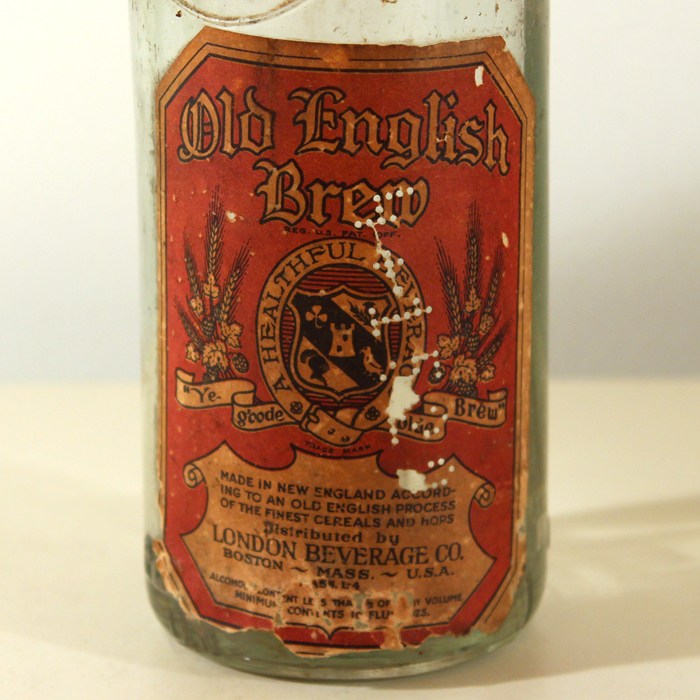 Old English
Brew
REG. U.S. PAT. OFF.
A HEALTHFUL
"Ye-
goode
Brew"
TRADE MARK
MADE IN NEW ENGLAND ACCORD-
ING TO AN OLD ENGLISH PROCESS
OF THE FINEST CEREALS AND HOPS
Distributed by
LONDON BEVERAGE CO.
BOSTON ~ MASS. ~ U.S.A.
VOLUME